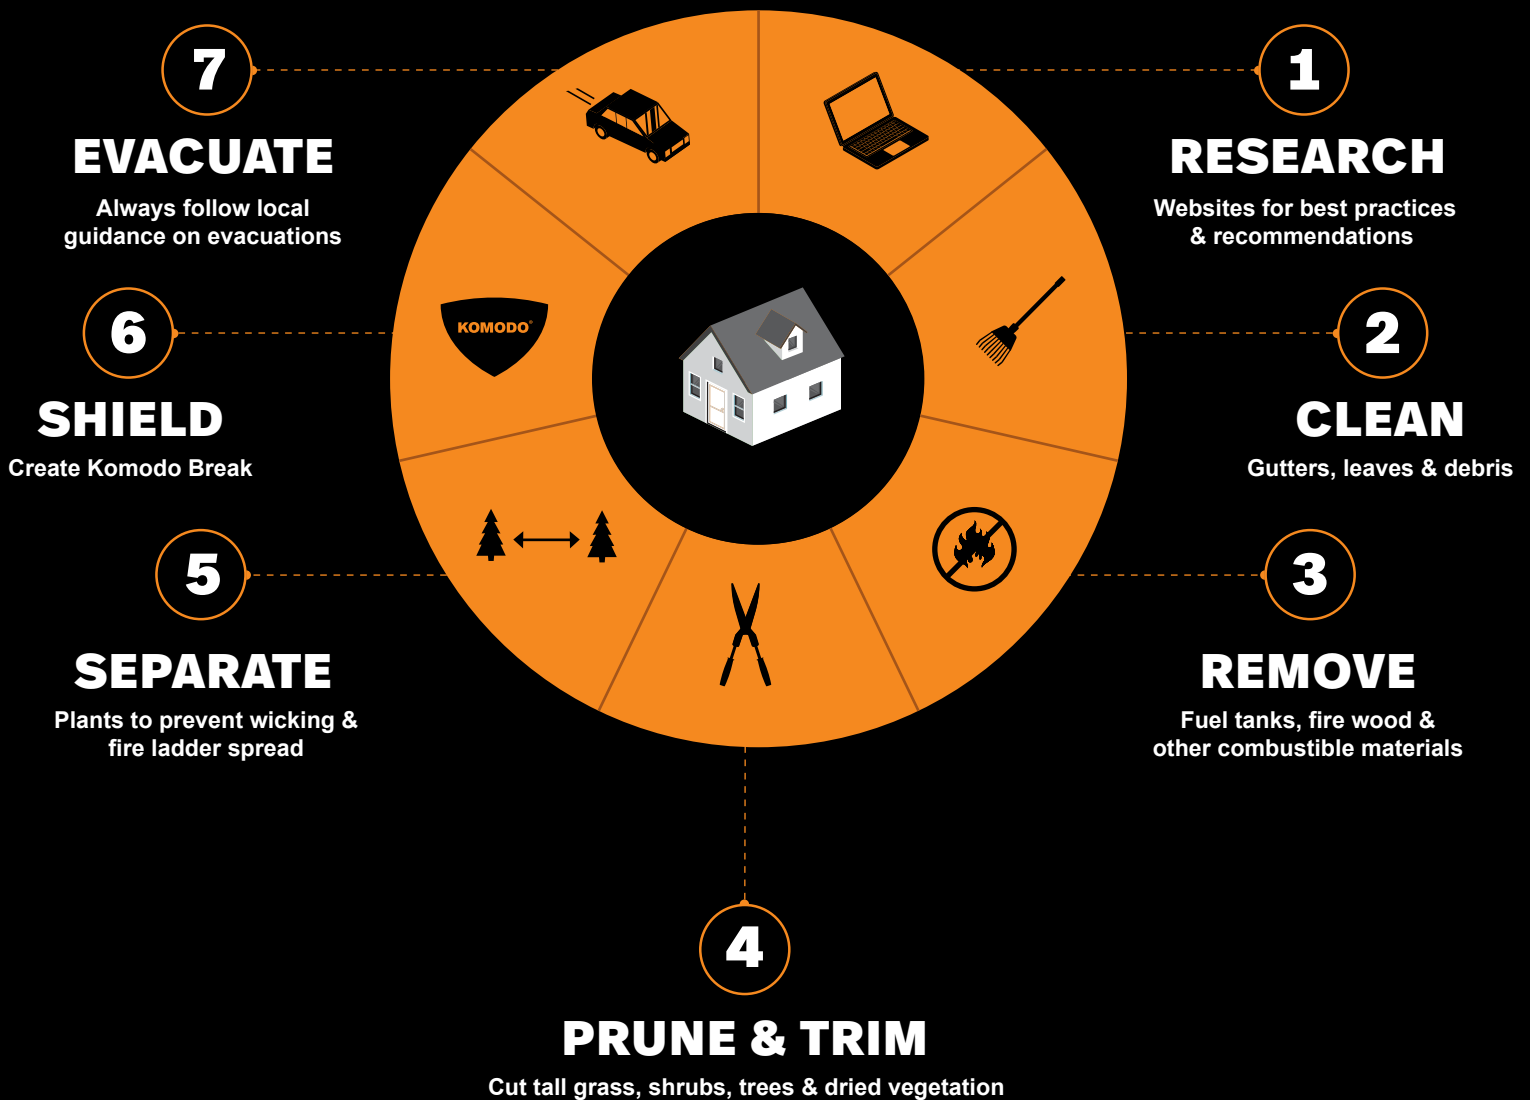 1
RESEARCH
Websites for best practices
& recommendations
2
CLEAN
Gutters, leaves & debris
3
REMOVE
Fuel tanks, fire wood &
other combustible materials
4
PRUNE & TRIM
Cut tall grass, shrubs, trees & dried vegetation
5
SEPARATE
Plants to prevent wicking &
fire ladder spread
6
SHIELD
Create Komodo Break
KOMODO®
7
EVACUATE
Always follow local
guidance on evacuations